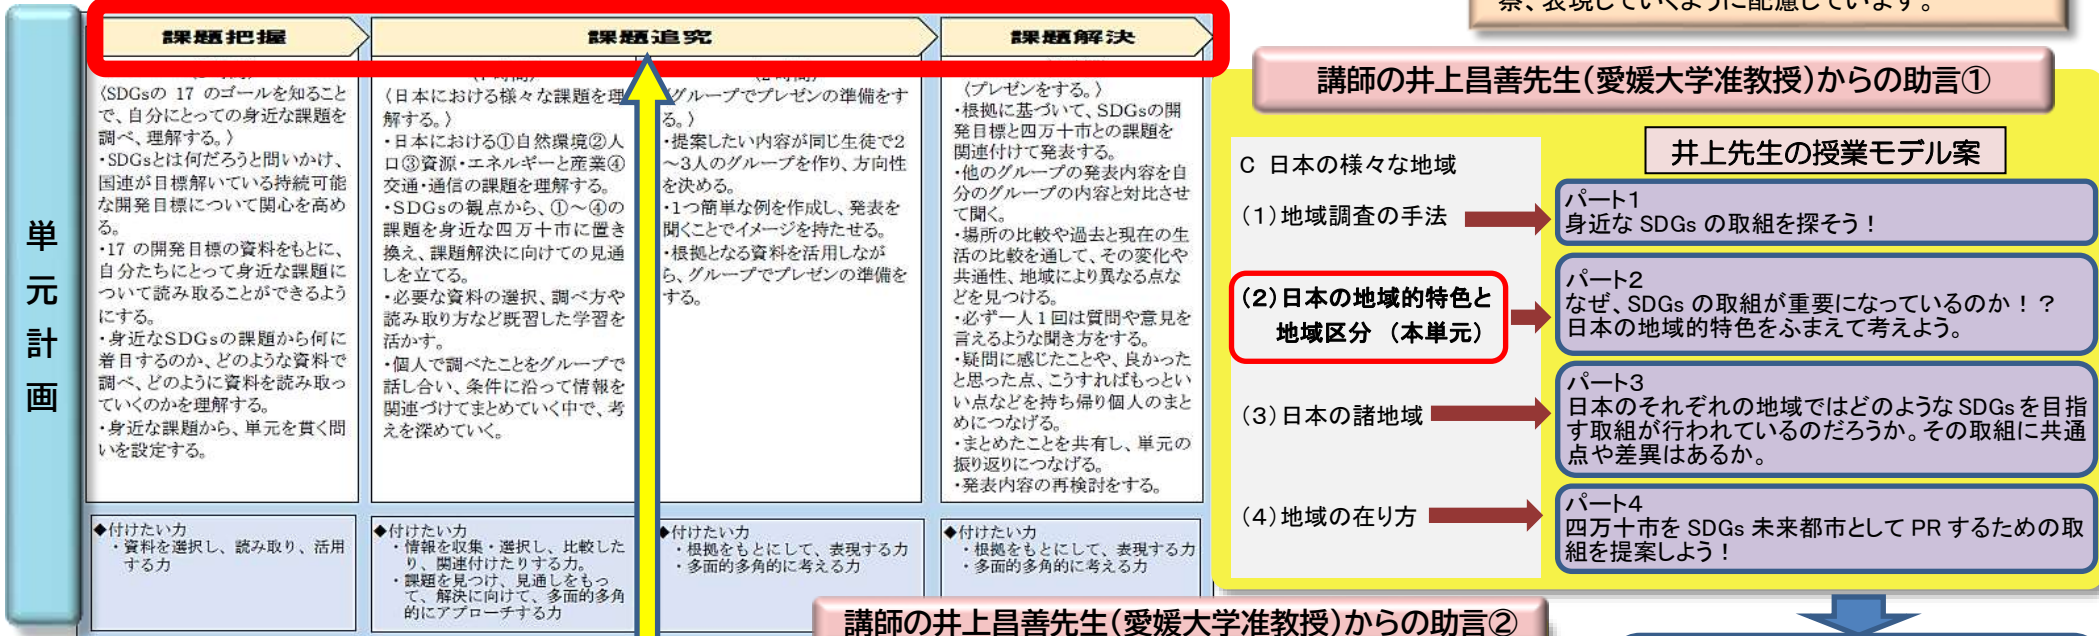 察、表現していくように配慮しています。
単元計画
課題把握
課題追究
課題解決
〈SDGsの 17 のゴールを知ること
で、自分にとっての身近な課題を
調べ、理解する。〉
・SDGsとは何だろうと問いかけ、
国連が目標解いている持続可能
な開発目標について関心を高め
る。
・17 の開発目標の資料をもとに、
自分たちにとって身近な課題に
ついて読み取ることができるよう
にする。
・身近なSDGsの課題から何に
着目するのか、どのような資料で
調べ、どのように資料を読み取っ
ていくのかを理解する。
・身近な課題から、単元を貫く問
いを設定する。
◆付けたい力
・資料を選択し、読み取り、活用
する力
〈日本における様々な課題を理
解する。〉
・日本における①自然環境②人
口③資源・エネルギーと産業④
交通・通信の課題を理解する。
・SDGsの観点から、①～④の
課題を身近な四万十市に置き
換え、課題解決に向けての見通
しを立てる。
・必要な資料の選択、調べ方や
読み取り方など既習した学習を
活かす。
・個人で調べたことをグループで
話し合い、条件に沿って情報を
関連づけてまとめていく中で、考
えを深めていく。
◆付けたい力
・情報を収集・選択し、比較した
り、関連付けたりする力。
・課題を見つけ、見通しをもっ
て、解決に向けて、多面的多角
的にアプローチする力
グループでプレゼンの準備をす
る。〉
・提案したい内容が同じ生徒で2
～3人のグループを作り、方向性
を決める。
・1つ簡単な例を作成し、発表を
聞くことでイメージを持たせる。
・根拠となる資料を活用しなが
ら、グループでプレゼンの準備を
する。
◆付けたい力
・根拠をもとにして、表現する力
・多面的多角的に考える力
〈プレゼンをする。〉
・根拠に基づいて、SDGsの開
発目標と四万十市との課題を
関連付けて発表する。
・他のグループの発表内容を自
分のグループの内容と対比させ
て聞く。
・場所の比較や過去と現在の生
活の比較を通して、その変化や
共通性、地域により異なる点な
どを見つける。
・必ず一人１回は質問や意見を
言えるような聞き方をする。
・疑問に感じたことや、良かった
と思った点、こうすればもっとい
い点などを持ち帰り個人のまと
めにつなげる。
・まとめたことを共有し、単元の
振り返りにつなげる。
・発表内容の再検討をする。
◆付けたい力
・根拠をもとにして、表現する力
・多面的多角的に考える力
講師の井上昌善先生(愛媛大学准教授)からの助言①
井上先生の授業モデル案
C 日本の様々な地域
(1)地域調査の手法
パート1
身近な SDGs の取組を探そう！
(2)日本の地域的特色と
地域区分 (本単元)
パート2
なぜ、SDGs の取組が重要になっているのか！？
日本の地域的特色をふまえて考えよう。
(3)日本の諸地域
パート3
日本のそれぞれの地域ではどのような SDGs を目指
す取組が行われているのだろうか。その取組に共通
点や差異はあるか。
(4)地域の在り方
パート4
四万十市を SDGs 未来都市として PR するための取
組を提案しよう！
講師の井上昌善先生(愛媛大学准教授)からの助言②